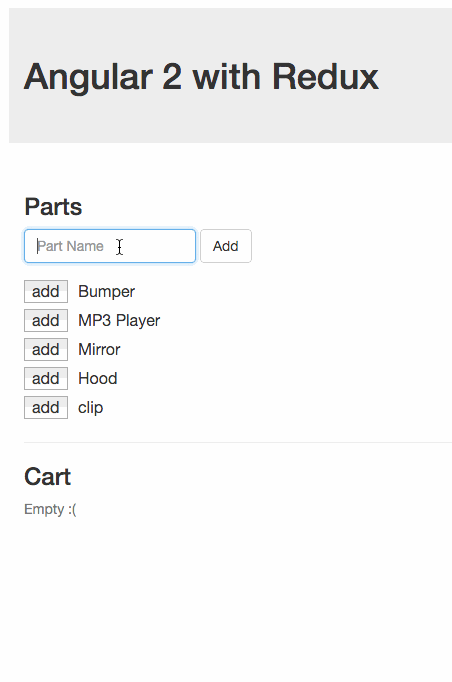 Angular 2 with Redux
Parts
Part Name Add
add Bumper
add MP3 Player
add Mirror
add Hood
add clip
Cart
Empty :(